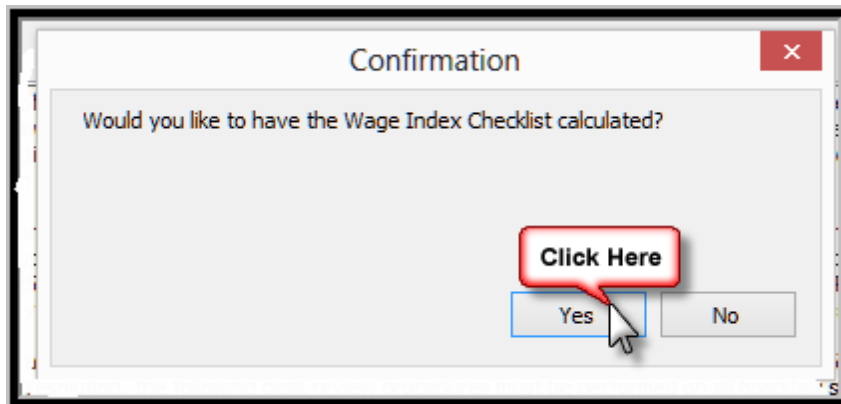 Confirmation
Would you like to have the Wage Index Checklist calculated?
Click Here
Yes No